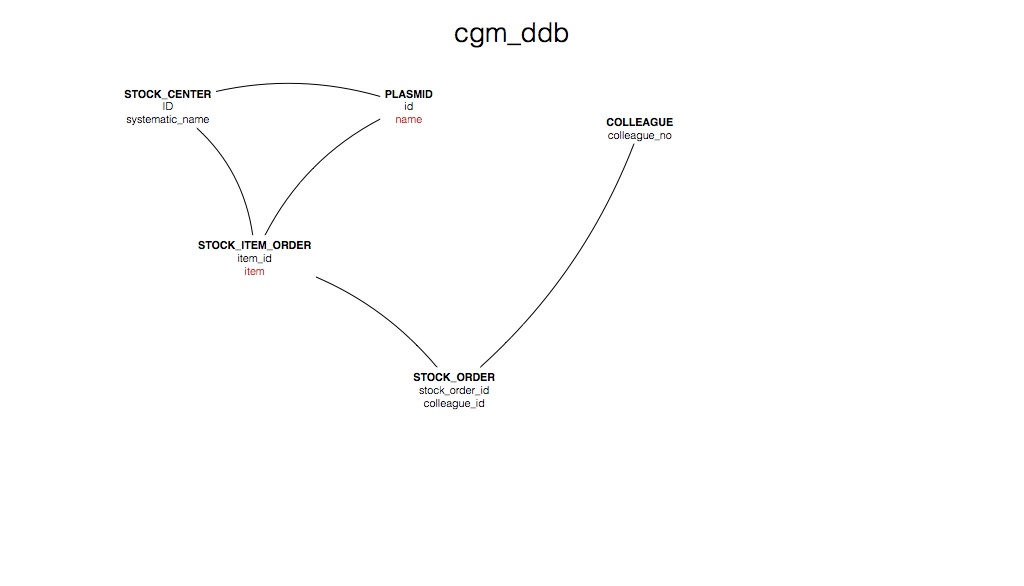 cgm_ddb
STOCK_CENTER
ID
systematic_name
PLASMID
id
name
COLLEAGUE
colleague_no
STOCK_ITEM_ORDER
item_id
item
STOCK_ORDER
stock_order_id
colleague_id